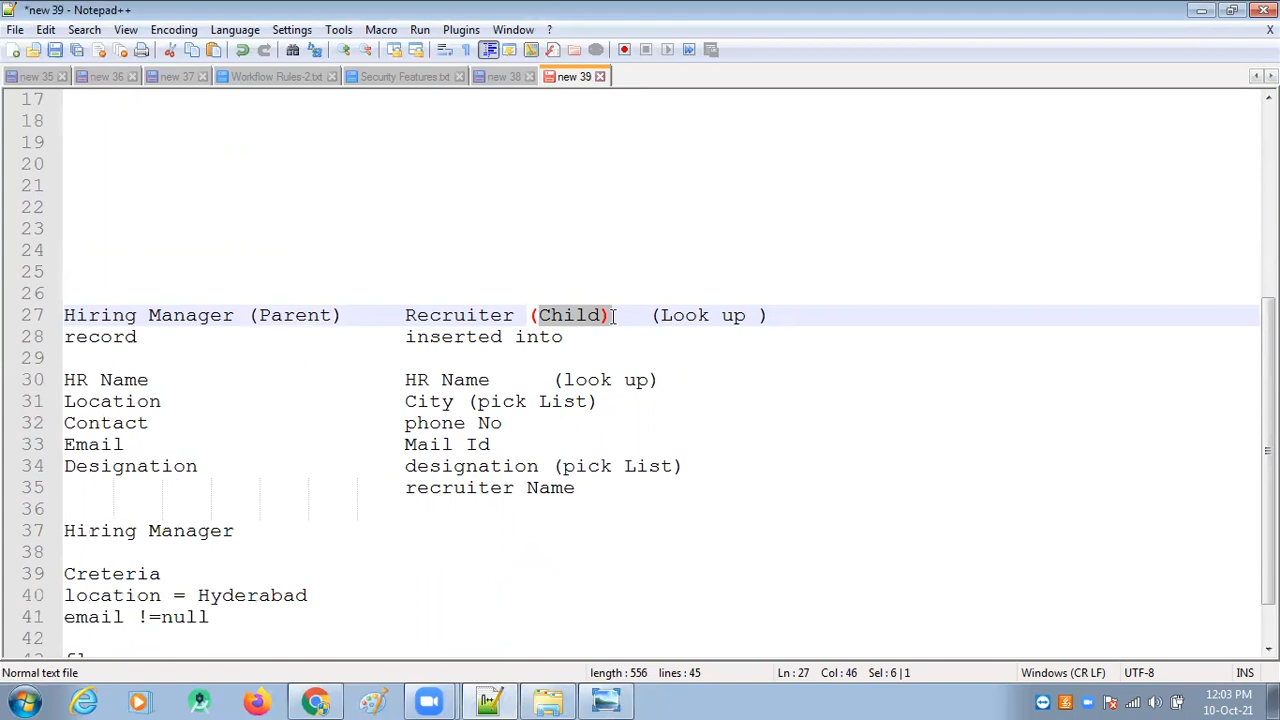 *new 39 - Notepad++
File Edit Search View Encoding Language Settings Tools Macro Run Plugins Window ? X
new 35 new 36 new 37 Workflow Rules-2.txt Security Features.txt new 38 new 39
17
18
19
20
21
22
23
24
25
26
27 Hiring Manager (Parent) Recruiter (Child) (Look up )
28 record inserted into
29
30 HR Name HR Name (look up)
31 Location City (pick List)
32 Contact phone No
33 Email Mail Id
34 Designation designation (pick List)
35 recruiter Name
36
37 Hiring Manager
38
39 Creteria
40 location = Hyderabad
41 email !=null
42
Normal text file length : 556 lines : 45 Ln : 27 Col : 46 Sel : 6 | 1 Windows (CR LF) UTF-8 INS
12:03 PM
10-Oct-21